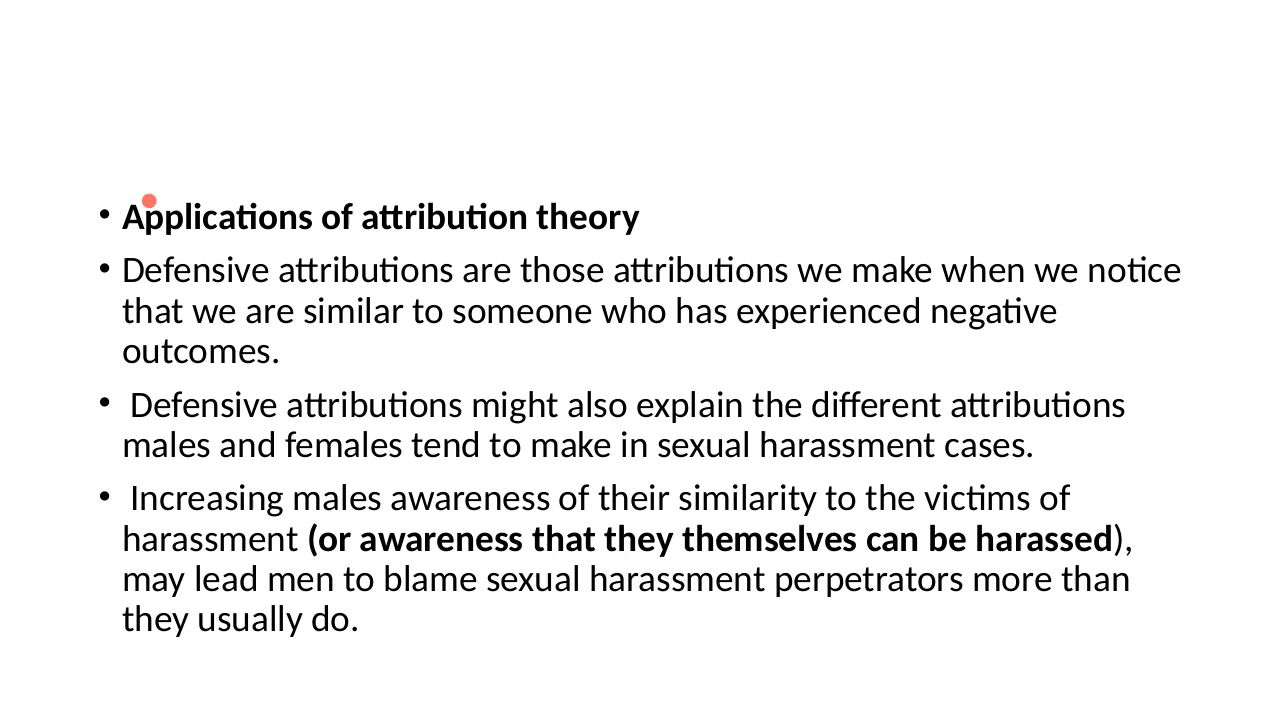 • Applications of attribution theory
• Defensive attributions are those attributions we make when we notice
that we are similar to someone who has experienced negative
outcomes.
• Defensive attributions might also explain the different attributions
males and females tend to make in sexual harassment cases.
• Increasing males awareness of their similarity to the victims of
harassment (or awareness that they themselves can be harassed),
may lead men to blame sexual harassment perpetrators more than
they usually do.